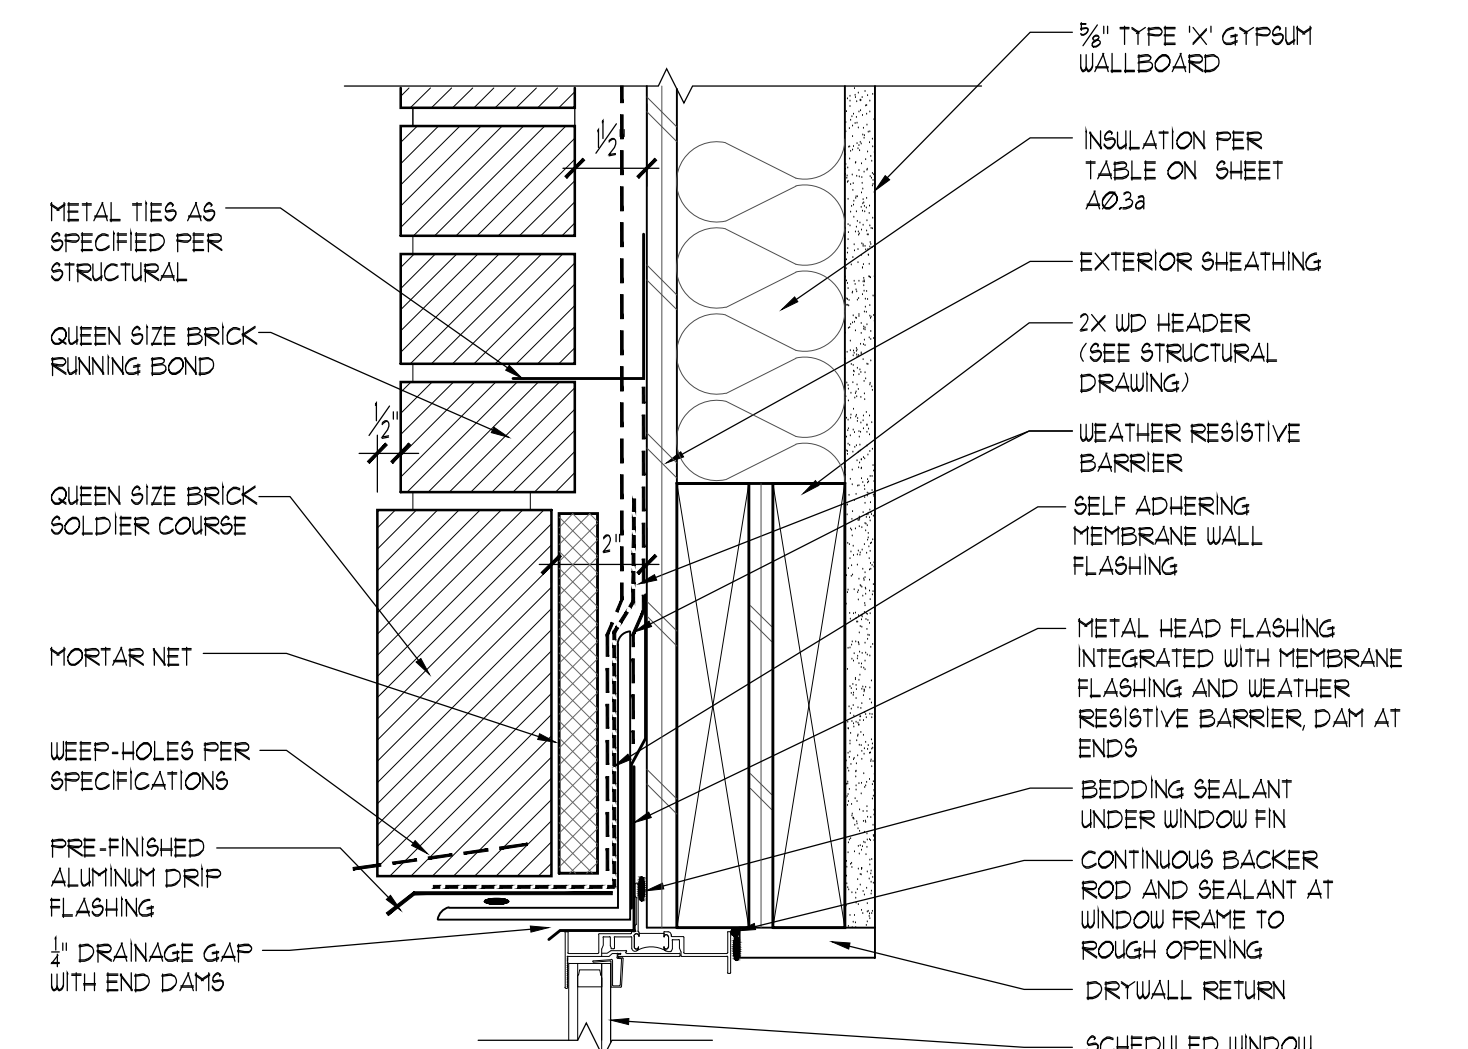 METAL TIES AS
SPECIFIED PER
STRUCTURAL
QUEEN SIZE BRICK
RUNNING BOND
QUEEN SIZE BRICK
SOLDIER COURSE
MORTAR NET
WEEP-HOLES PER
SPECIFICATIONS
PRE-FINISHED
ALUMINUM DRIP
FLASHING
1/4" DRAINAGE GAP
WITH END DAMS
1 1/2"
1/2"
2"
5/8" TYPE 'X' GYPSUM
WALLBOARD
INSULATION PER
TABLE ON SHEET
A0.3a
EXTERIOR SHEATHING
2X WD HEADER
(SEE STRUCTURAL
DRAWING)
WEATHER RESISTIVE
BARRIER
SELF ADHERING
MEMBRANE WALL
FLASHING
METAL HEAD FLASHING
INTEGRATED WITH MEMBRANE
FLASHING AND WEATHER
RESISTIVE BARRIER, DAM AT
ENDS
BEDDING SEALANT
UNDER WINDOW FIN
CONTINUOUS BACKER
ROD AND SEALANT AT
WINDOW FRAME TO
ROUGH OPENING
DRYWALL RETURN
SCHEDULED WINDOW